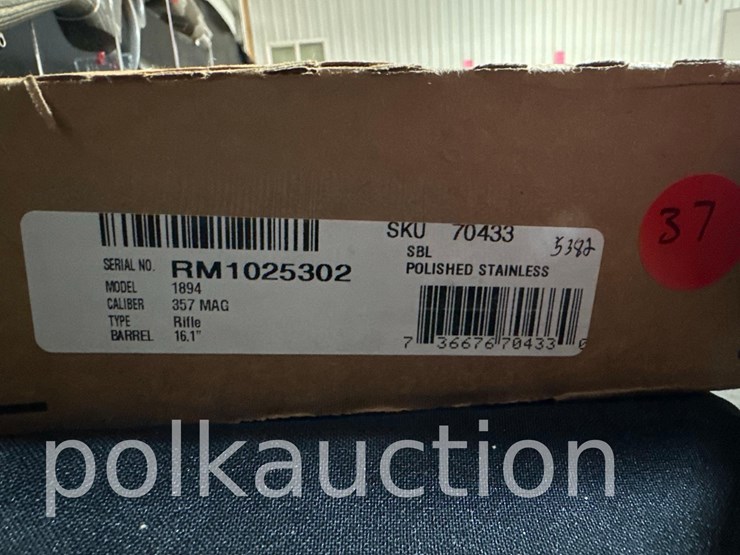 SKU 70433
SBL
POLISHED STAINLESS
5382
37
SERIAL NO. RM1025302
MODEL 1894
CALIBER 357 MAG
TYPE Rifle
BARREL 16.1"
7 36676 70433 0
polkauction